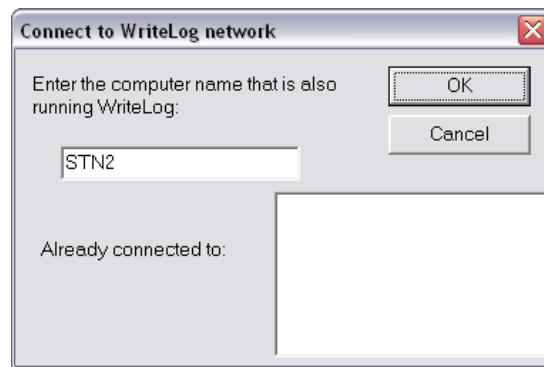 Connect to WriteLog network
Enter the computer name that is also
running WriteLog:
OK
Cancel
STN2
Already connected to: